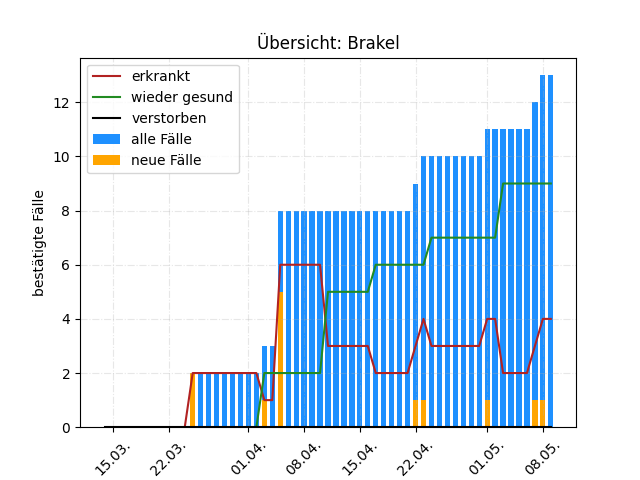 Übersicht: Brakel
erkrankt
wieder gesund
verstorben
alle Fälle
neue Fälle
bestätigte Fälle
12
10
8
6
4
2
0
15.03.
22.03.
01.04.
08.04.
15.04.
22.04.
01.05.
08.05.